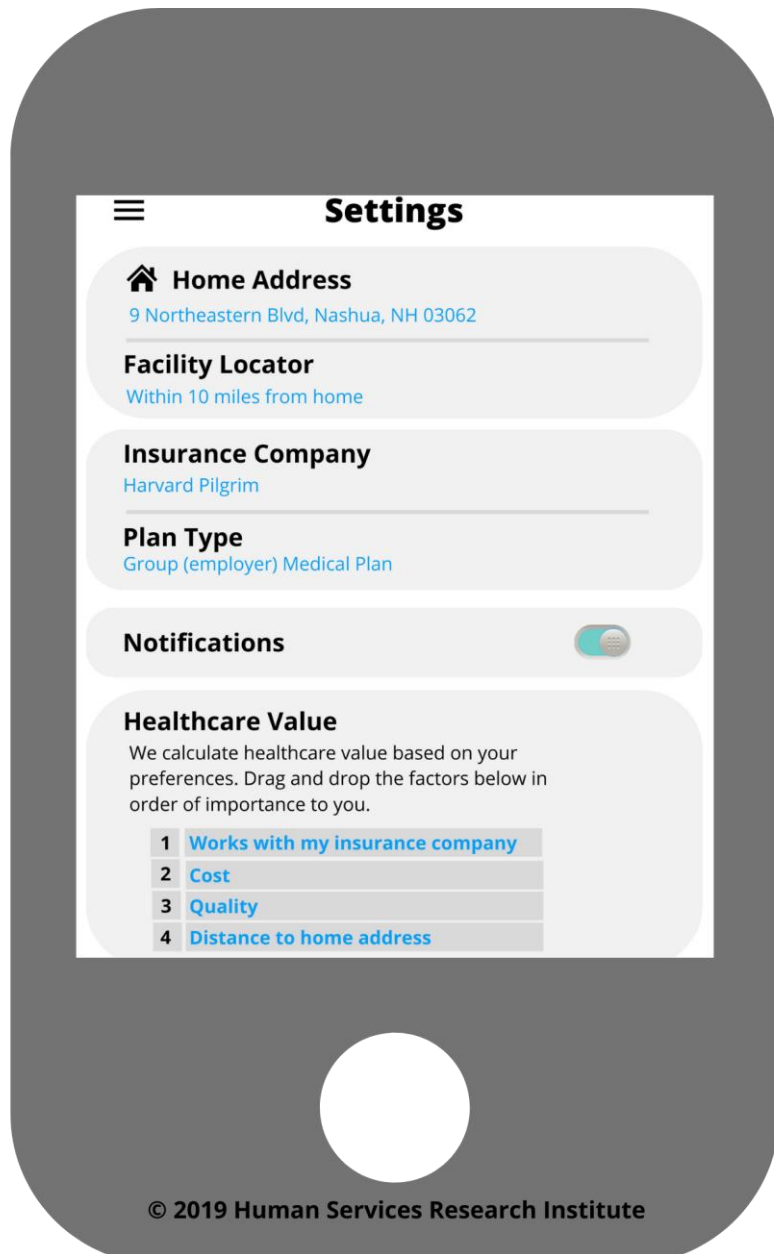 Settings
Home Address
9 Northeastern Blvd, Nashua, NH 03062
Facility Locator
Within 10 miles from home
Insurance Company
Harvard Pilgrim
Plan Type
Group (employer) Medical Plan
Notifications
Healthcare Value
We calculate healthcare value based on your
preferences. Drag and drop the factors below in
order of importance to you.
1 Works with my insurance company
2 Cost
3 Quality
4 Distance to home address
© 2019 Human Services Research Institute